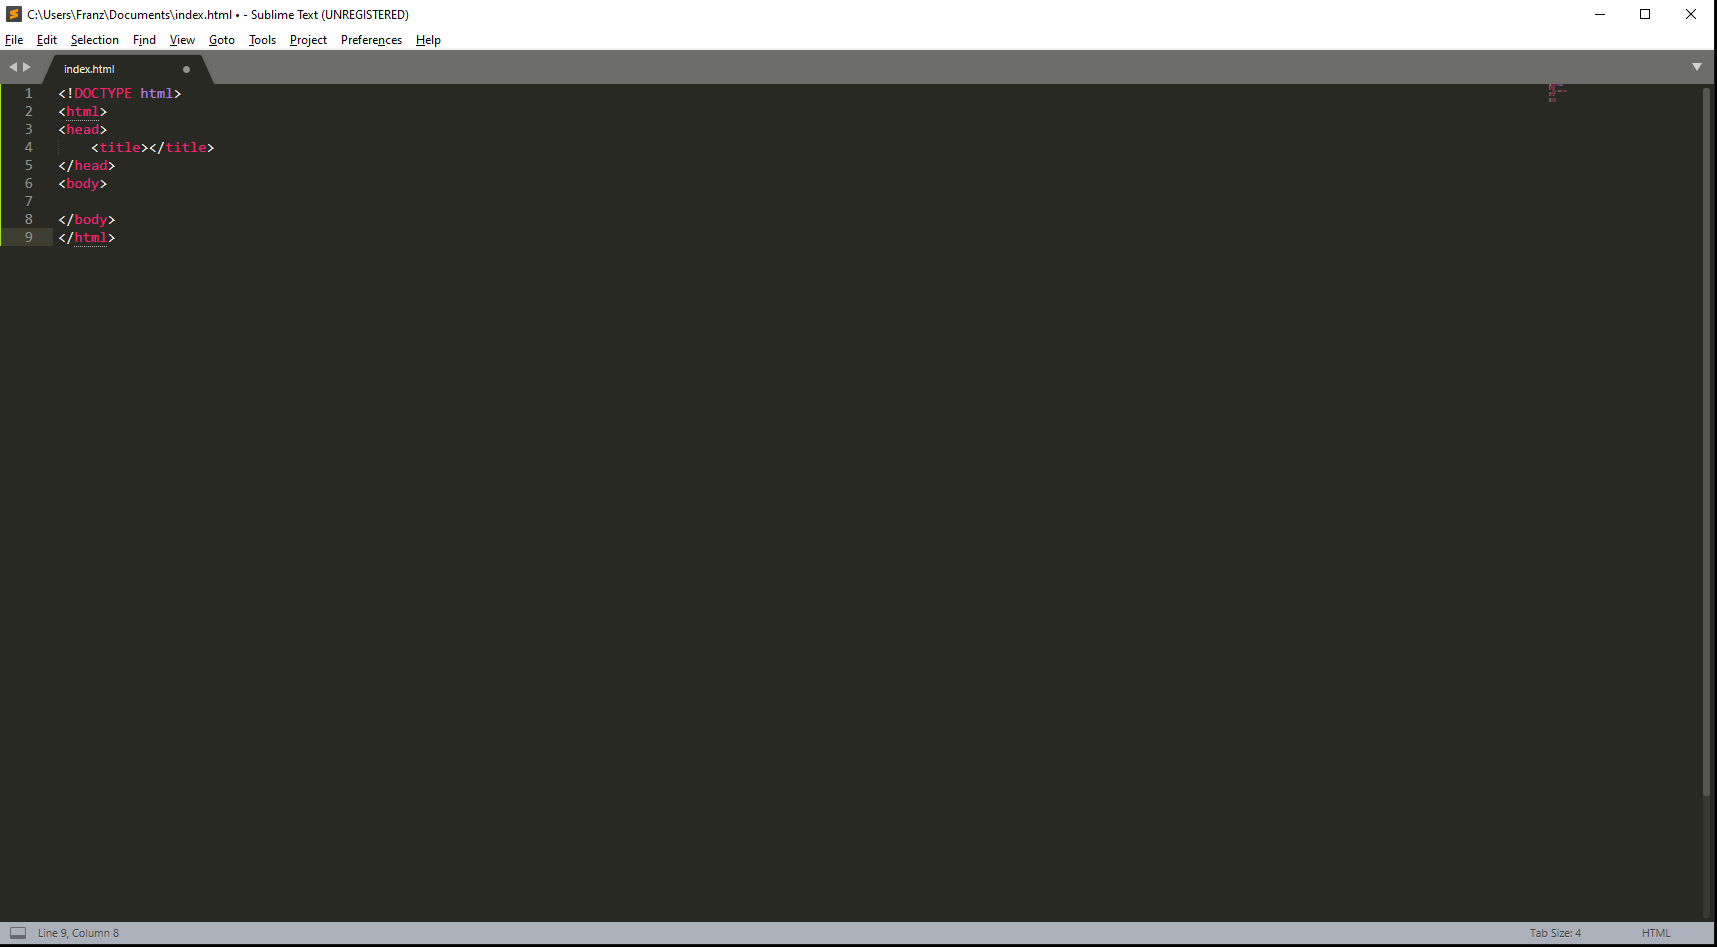 C:\Users\Franz\Documents\index.html • - Sublime Text (UNREGISTERED)
File Edit Selection Find View Goto Tools Project Preferences Help
index.html
1 <!DOCTYPE html>
2 <html>
3 <head>
4     <title></title>
5 </head>
6 <body>
7
8 </body>
9 </html>
Line 9, Column 8
Tab Size: 4
HTML